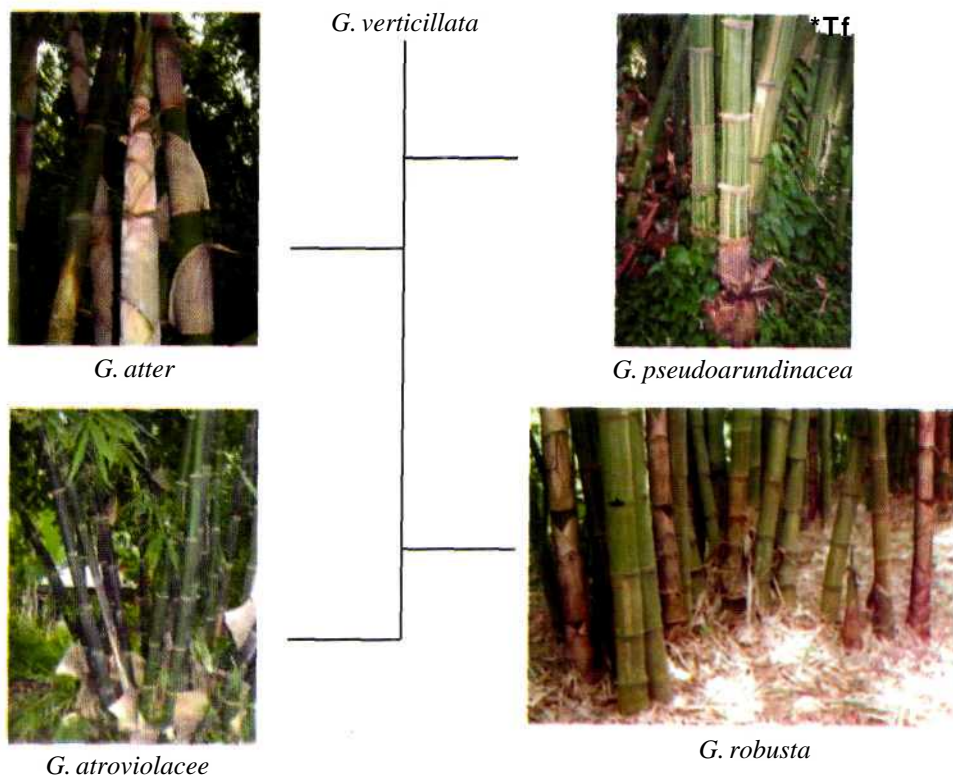 G. verticillata
*Tf
G. atter
G. pseudoarundinacea
G. atroviolacee
G. robusta